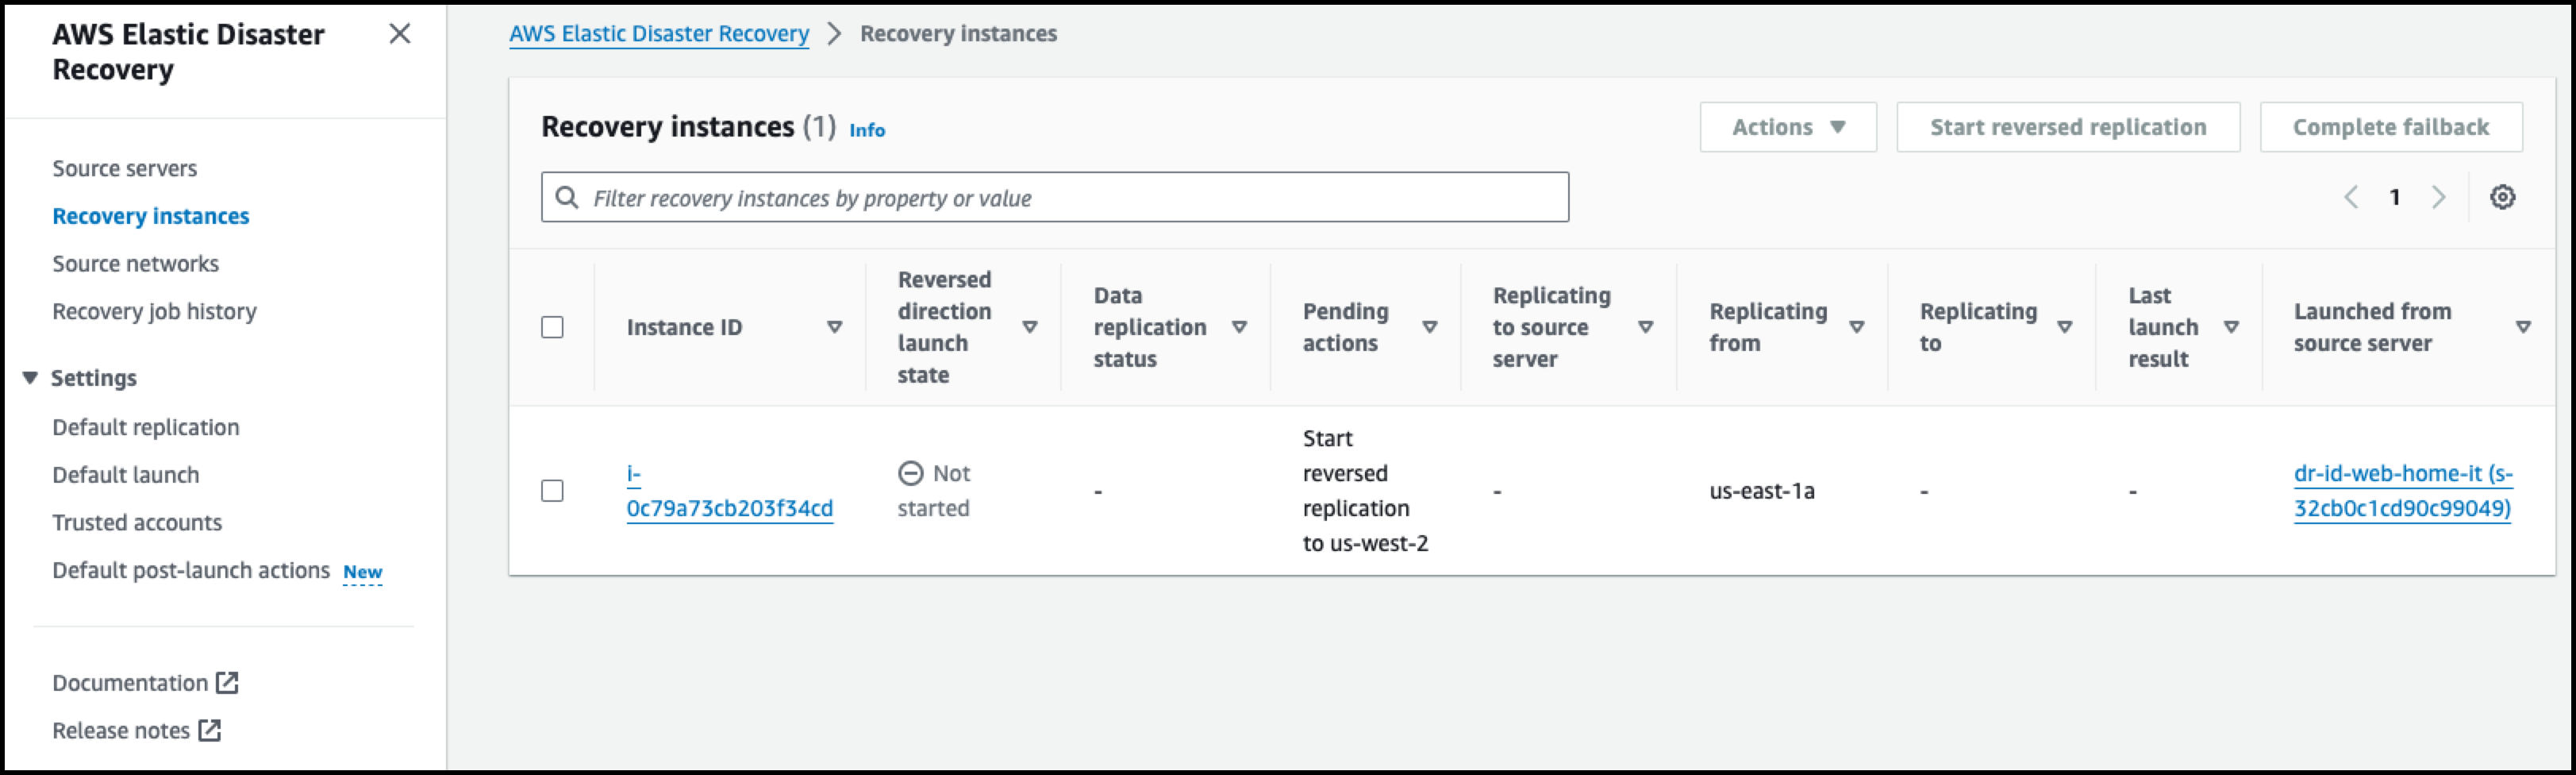 AWS Elastic Disaster
Recovery
Source servers
Recovery instances
Source networks
Recovery job history
Settings
Default replication
Default launch
Trusted accounts
Default post-launch actions New
Documentation
Release notes
AWS Elastic Disaster Recovery > Recovery instances
Recovery instances (1) Info
Actions Start reversed replication Complete failback
Filter recovery instances by property or value
1
Instance ID
Reversed
direction
launch
state
Data
replication
status
Pending
actions
Replicating
to source
server
Replicating
from
Replicating
to
Last
launch
result
Launched from
source server
i-
0c79a73cb203f34cd
Not
started
-
Start
reversed
replication
to us-west-2
-
us-east-1a
-
-
dr-id-web-home-it (s-
32cb0c1cd90c99049)